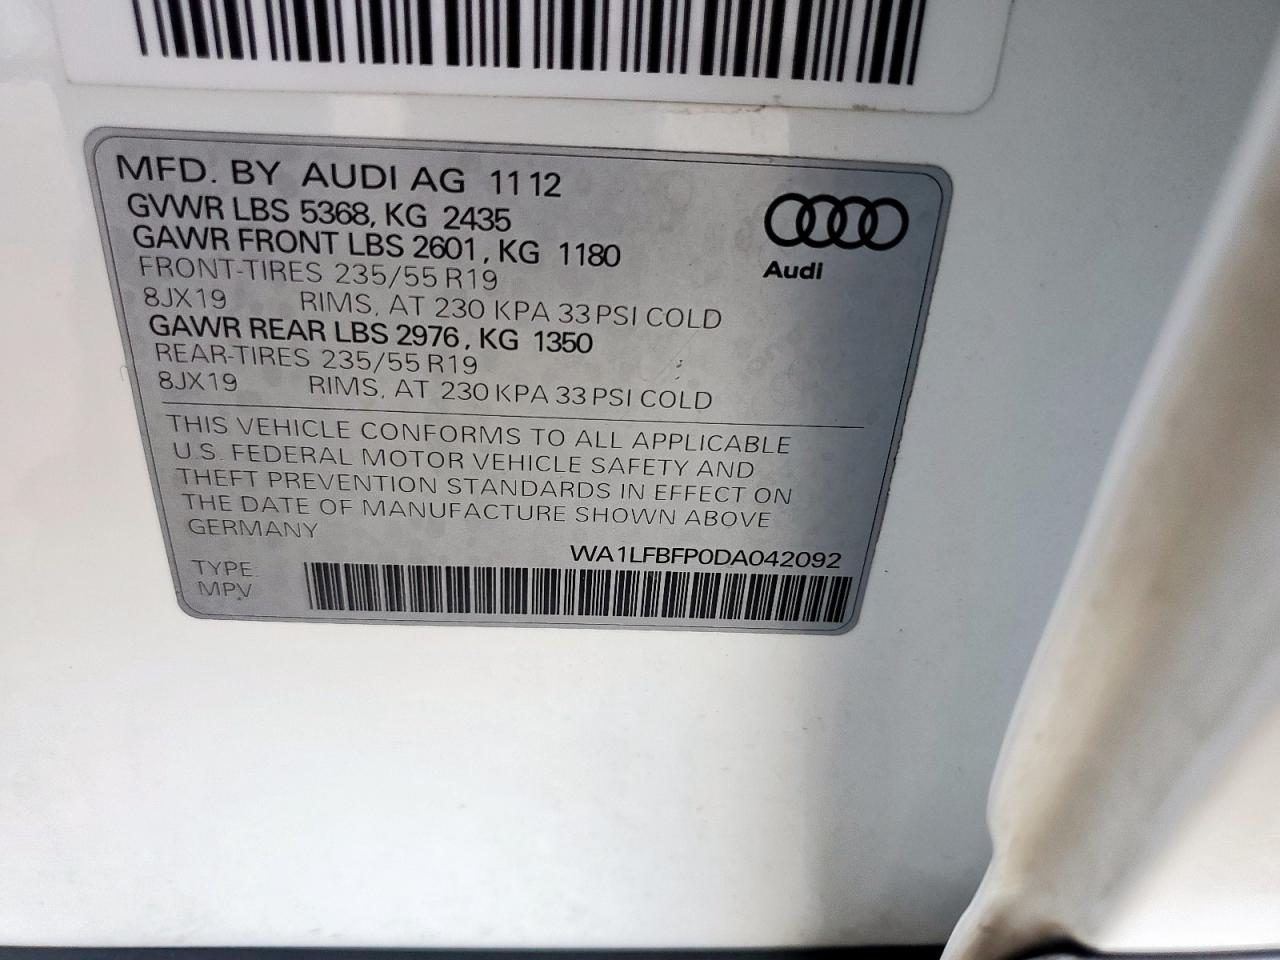 MFD. BY AUDI AG 11 12
GVWR LBS 5368, KG 2435
GAWR FRONT LBS 2601, KG 1180
FRONT-TIRES 235/55 R19
8JX19 RIMS, AT 230 KPA 33 PSI COLD
GAWR REAR LBS 2976, KG 1350
REAR-TIRES 235/55 R19
8JX19 RIMS, AT 230 KPA 33 PSI COLD
Audi
THIS VEHICLE CONFORMS TO ALL APPLICABLE
U.S. FEDERAL MOTOR VEHICLE SAFETY AND
THEFT PREVENTION STANDARDS IN EFFECT ON
THE DATE OF MANUFACTURE SHOWN ABOVE
GERMANY
WA1LFBFP0DA042092
TYPE:
MPV